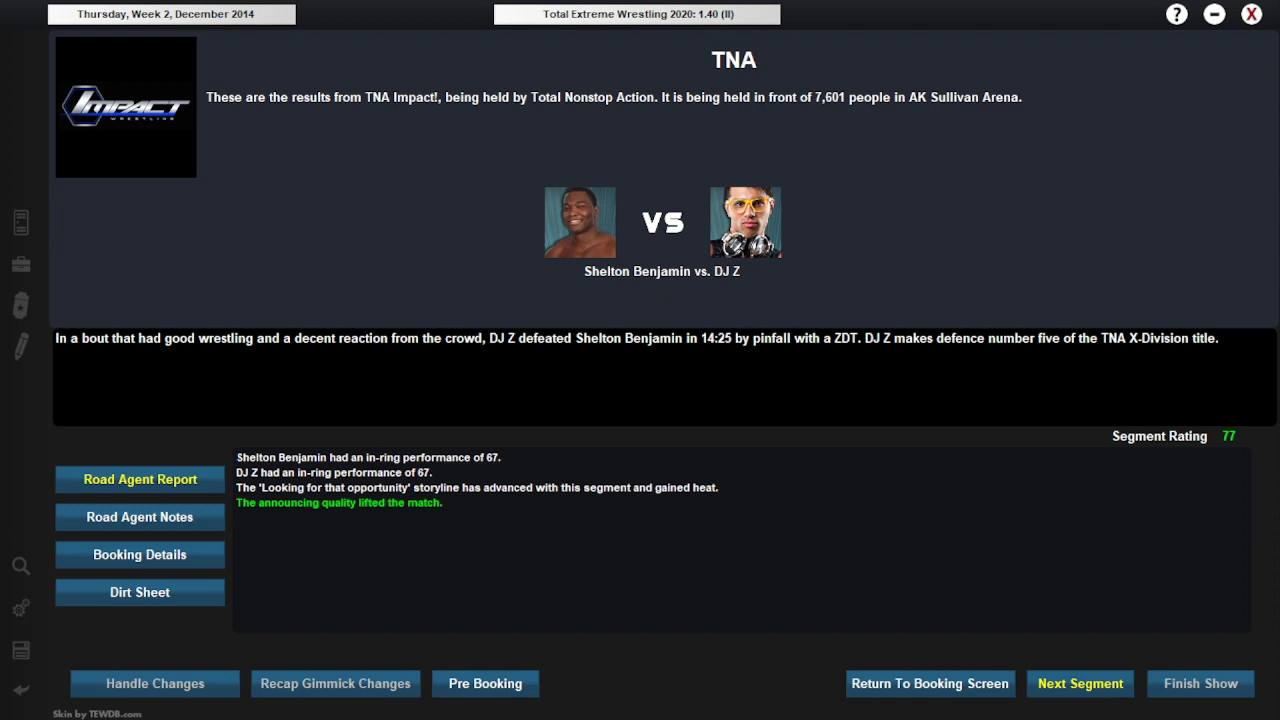 Thursday, Week 2, December 2014
Total Extreme Wrestling 2020: 1.40 (II)
?
X
TNA
IMPACT
WRESTLING
These are the results from TNA Impact!, being held by Total Nonstop Action. It is being held in front of 7,601 people in AK Sullivan Arena.
VS
Shelton Benjamin vs. DJ Z
In a bout that had good wrestling and a decent reaction from the crowd, DJ Z defeated Shelton Benjamin in 14:25 by pinfall with a ZDT. DJ Z makes defence number five of the TNA X-Division title.
Segment Rating 77
Road Agent Report
Road Agent Notes
Booking Details
Dirt Sheet
Shelton Benjamin had an in-ring performance of 67.
DJ Z had an in-ring performance of 67.
The 'Looking for that opportunity' storyline has advanced with this segment and gained heat.
The announcing quality lifted the match.
Handle Changes
Recap Gimmick Changes
Pre Booking
Return To Booking Screen
Next Segment
Finish Show
Skin by TEWDB.com